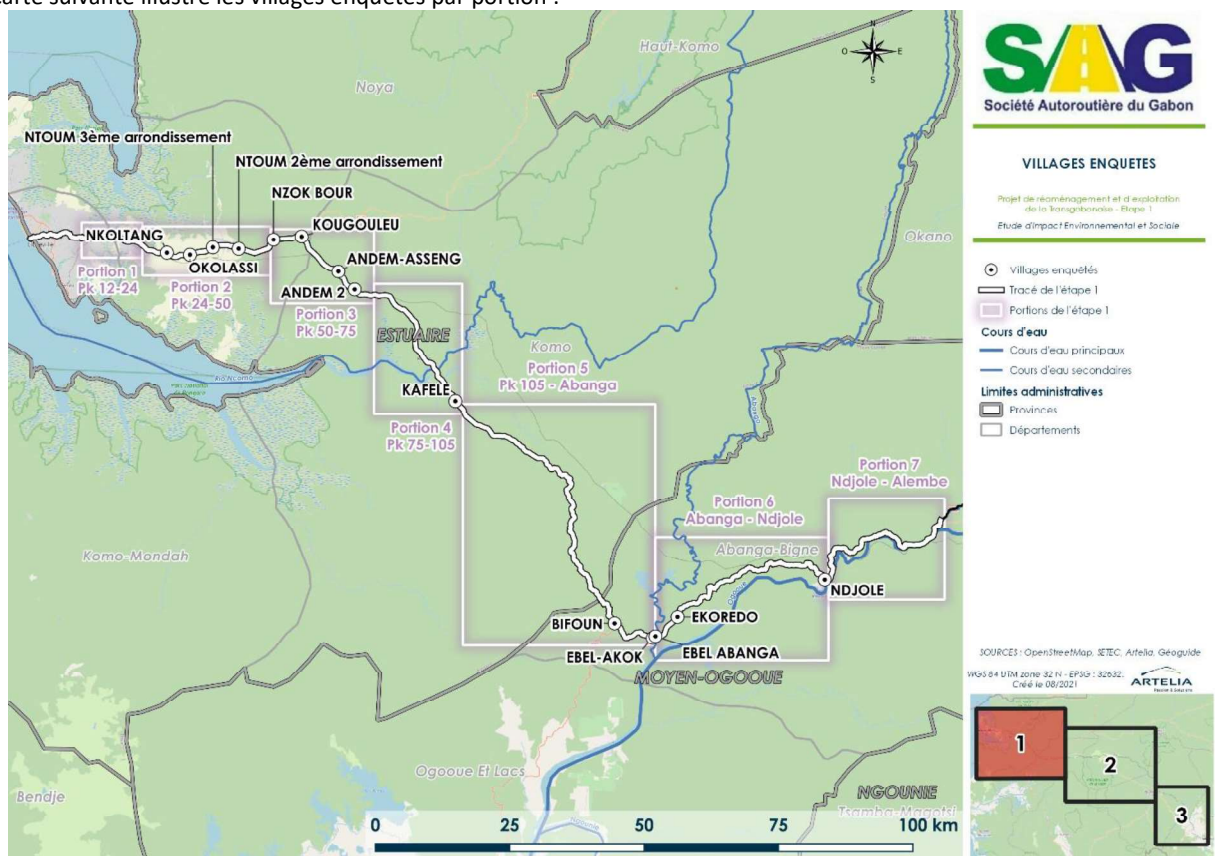 carte suivante illustre les villages enquêtés par portion :
Haut-Komo
N
O
E
S
Noya
NTOUM 3ème arrondissement
NTOUM 2ème arrondissement
NZOK BOUR
KOUGOULEU
NKOLTANG
OKOLASSI
ANDEM-ASSENG
ANDEM 2
Okano
Portion 1
Pk 12-24
Portion 2
Pk 24-50
Portion 3
Pk 50-75
ESTUAIRE
Komo
Portion 5
Pk 105 - Abanga
KAFELE
Portion 4
Pk 75-105
Abanga
Portion 7
Ndjole - Alembe
Portion 6
Abanga - Ndjole
Abanga-Bigne
Komo-Mondah
NDJOLE
Ogooue
EKOREDO
BIFOUN
EBEL-AKOK
EBEL ABANGA
MOYEN-OGOOUE
Ogooue Et Lacs
Bendje
NGOUNIE
Tsamba-Magotsi
0
25
50
75
100 km
SAG
Société Autoroutière du Gabon
VILLAGES ENQUETES
Projet de réaménagement et d'exploitation
de la Transgabonaise - Etape 1
Etude d'Impact Environnemental et Sociale
Villages enquêtés
Tracé de l'étape 1
Portions de l'étape 1
Cours d'eau
Cours d'eau principaux
Cours d'eau secondaires
Limites administratives
Provinces
Départements
SOURCES : OpenStreetMap, SETEC, Artelia, Géoguide
WGS 84 UTM zone 32 N - EPSG : 32632.
Créé le 08/2021
ARTELIA
1
2
3